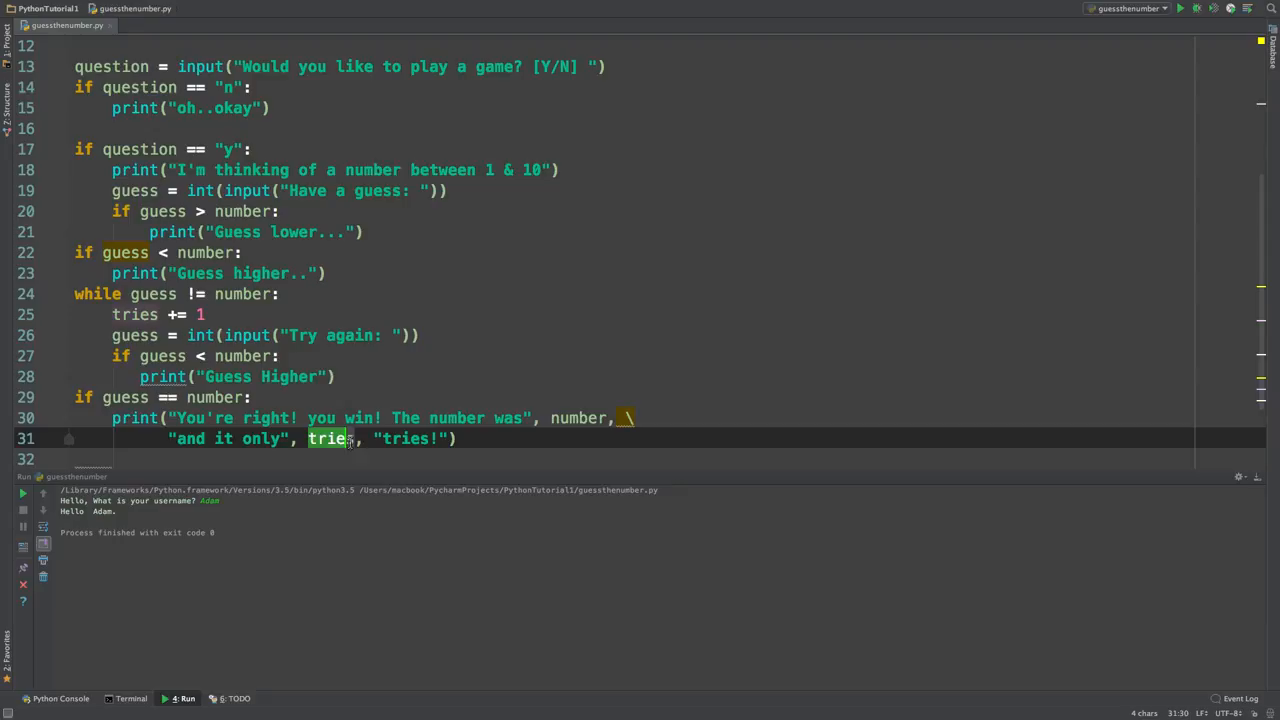 PythonTutorial1 guessthenumber.py guessthenumber
guessthenumber.py
1: Project
Z: Structure
Database
12
13 question = input("Would you like to play a game? [Y/N] ")
14 if question == "n":
15 print("oh..okay")
16
17 if question == "y":
18 print("I'm thinking of a number between 1 & 10")
19 guess = int(input("Have a guess: "))
20 if guess > number:
21 print("Guess lower...")
22 if guess < number:
23 print("Guess higher..")
24 while guess != number:
25 tries += 1
26 guess = int(input("Try again: "))
27 if guess < number:
28 print("Guess Higher")
29 if guess == number:
30 print("You're right! you win! The number was", number, \
31 "and it only", tries, "tries!")
32
Run guessthenumber
/Library/Frameworks/Python.framework/Versions/3.5/bin/python3.5 /Users/macbook/PycharmProjects/PythonTutorial1/guessthenumber.py
Hello, What is your username? Adam
Hello Adam.
Process finished with exit code 0
2: Favorites
Python Console Terminal 4: Run 6: TODO Event Log
4 chars 31:30 LF÷ UTF-8÷